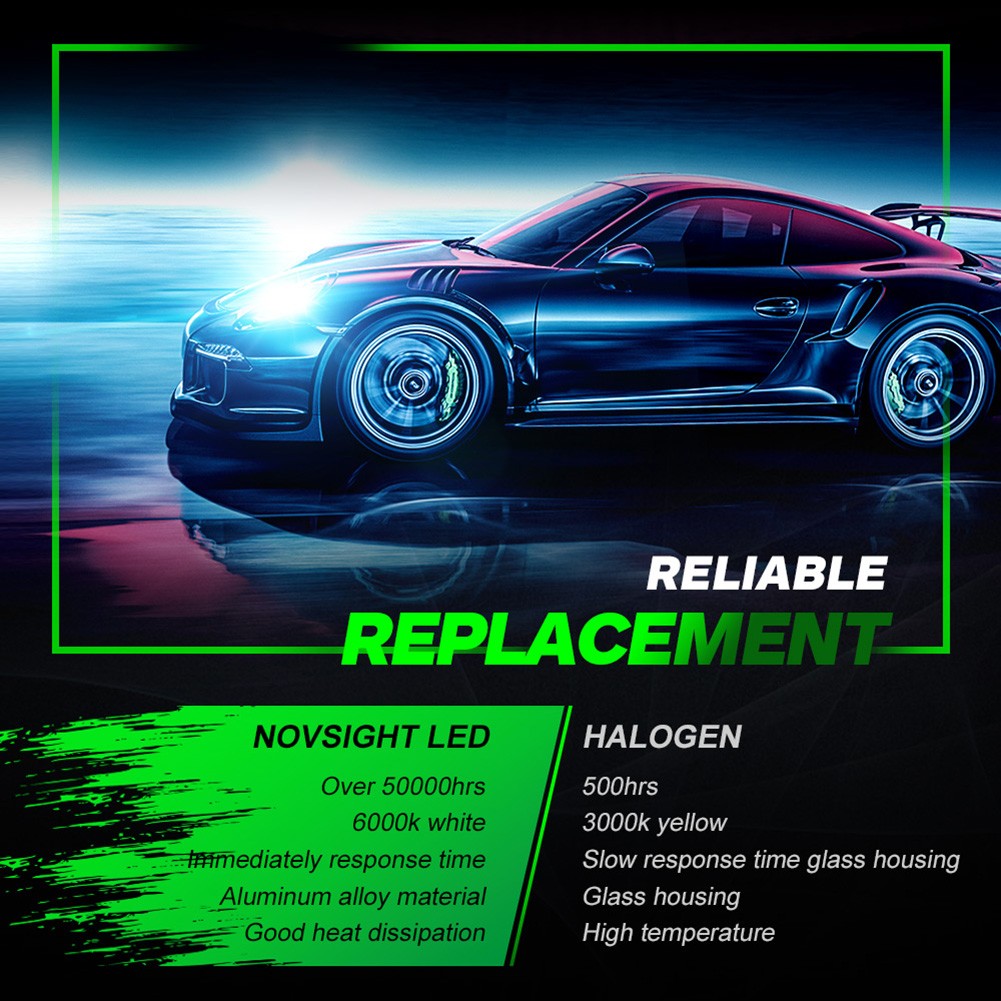 RELIABLE
REPLACEMENT
NOVSIGHT LED
Over 50000hrs
6000k white
Immediately response time
Aluminum alloy material
Good heat dissipation
HALOGEN
500hrs
3000k yellow
Slow response time glass housing
Glass housing
High temperature